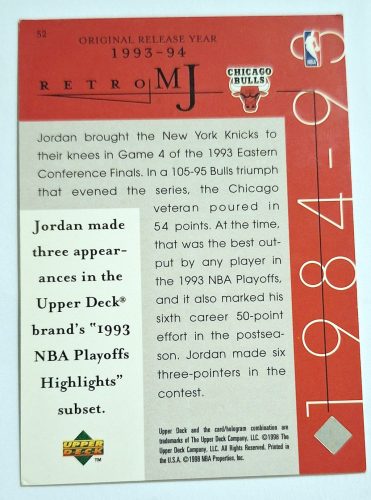 52
ORIGINAL RELEASE YEAR
1993-94
RETRO MJ
CHICAGO
BULLS
NBA
Jordan brought the New York Knicks to
their knees in Game 4 of the 1993 Eastern
Conference Finals. In a 105-95 Bulls triumph
that evened the series, the Chicago
veteran poured in
54 points. At the time,
that was the best out-
put by any player in
the 1993 NBA Playoffs,
and it also marked his
sixth career 50-point
effort in the postsea-
son. Jordan made six
three-pointers in the
contest.
Jordan made
three appear-
ances in the
Upper Deck®
brand's "1993
NBA Playoffs
Highlights"
subset.
1984-93
UPPER
DECK
TM
Upper Deck and the card/hologram combination are
trademarks of The Upper Deck Company, LLC. ©1998 The
Upper Deck Company, LLC. All Rights Reserved. Printed in
the U.S.A. ©1998 NBA Properties, Inc.